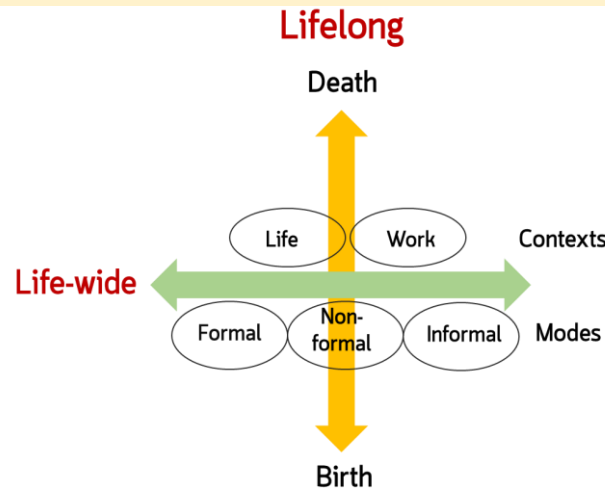 Lifelong
Death
Life
Work
Contexts
Life-wide
Formal
Non-
formal
Informal
Modes
Birth